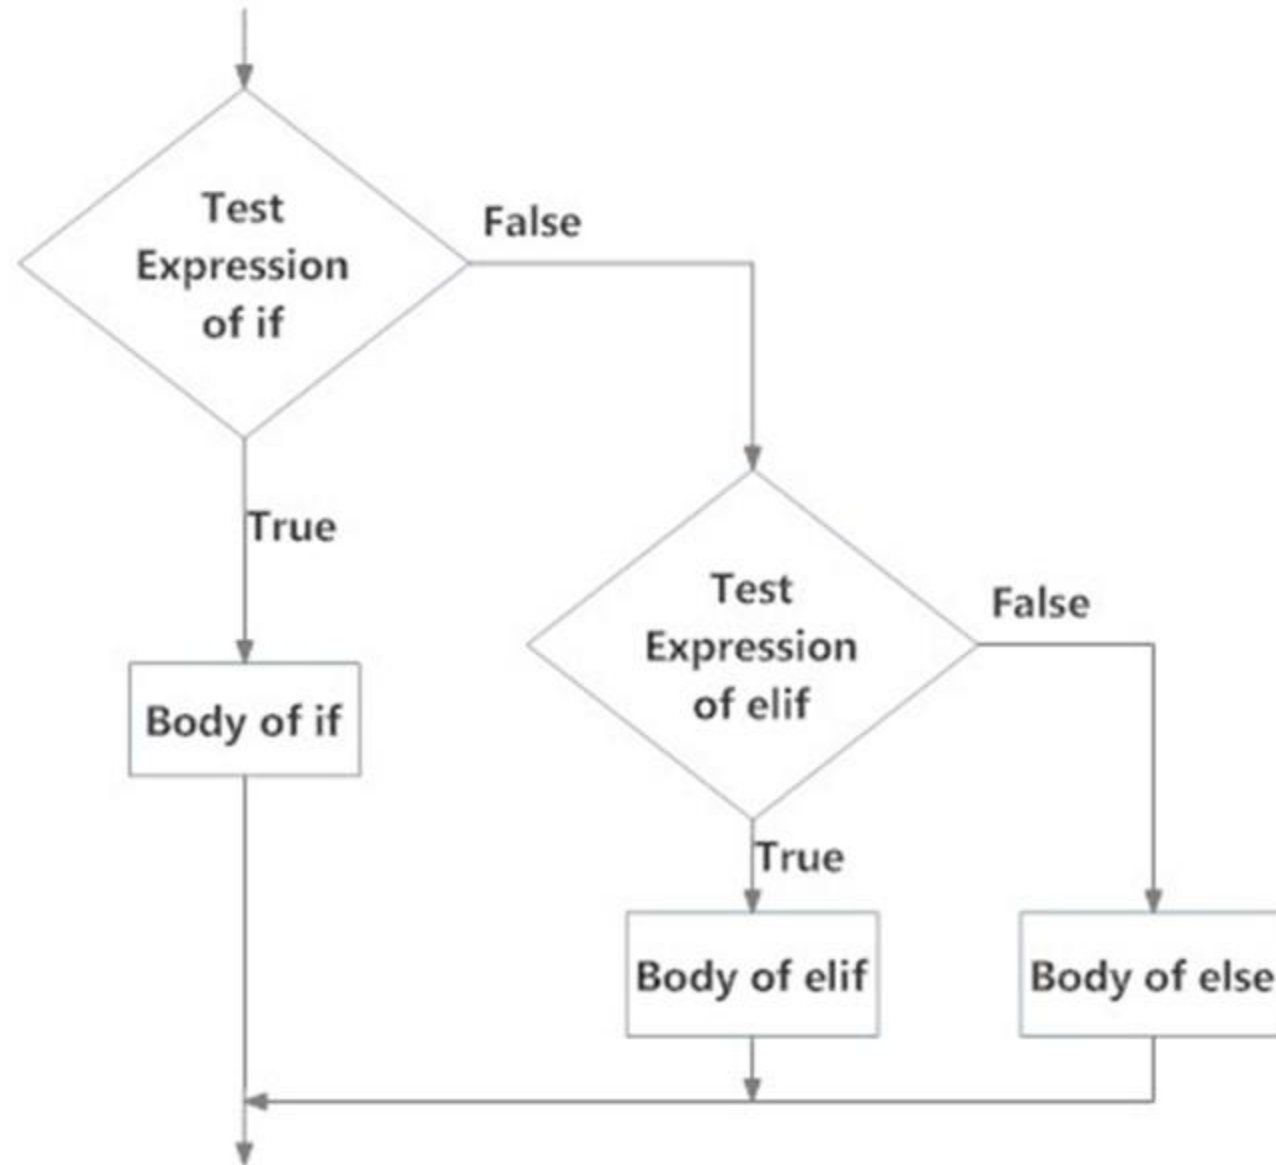 Test
Expression
of if
False
True
Body of if
Test
Expression
of elif
False
True
Body of elif
Body of else